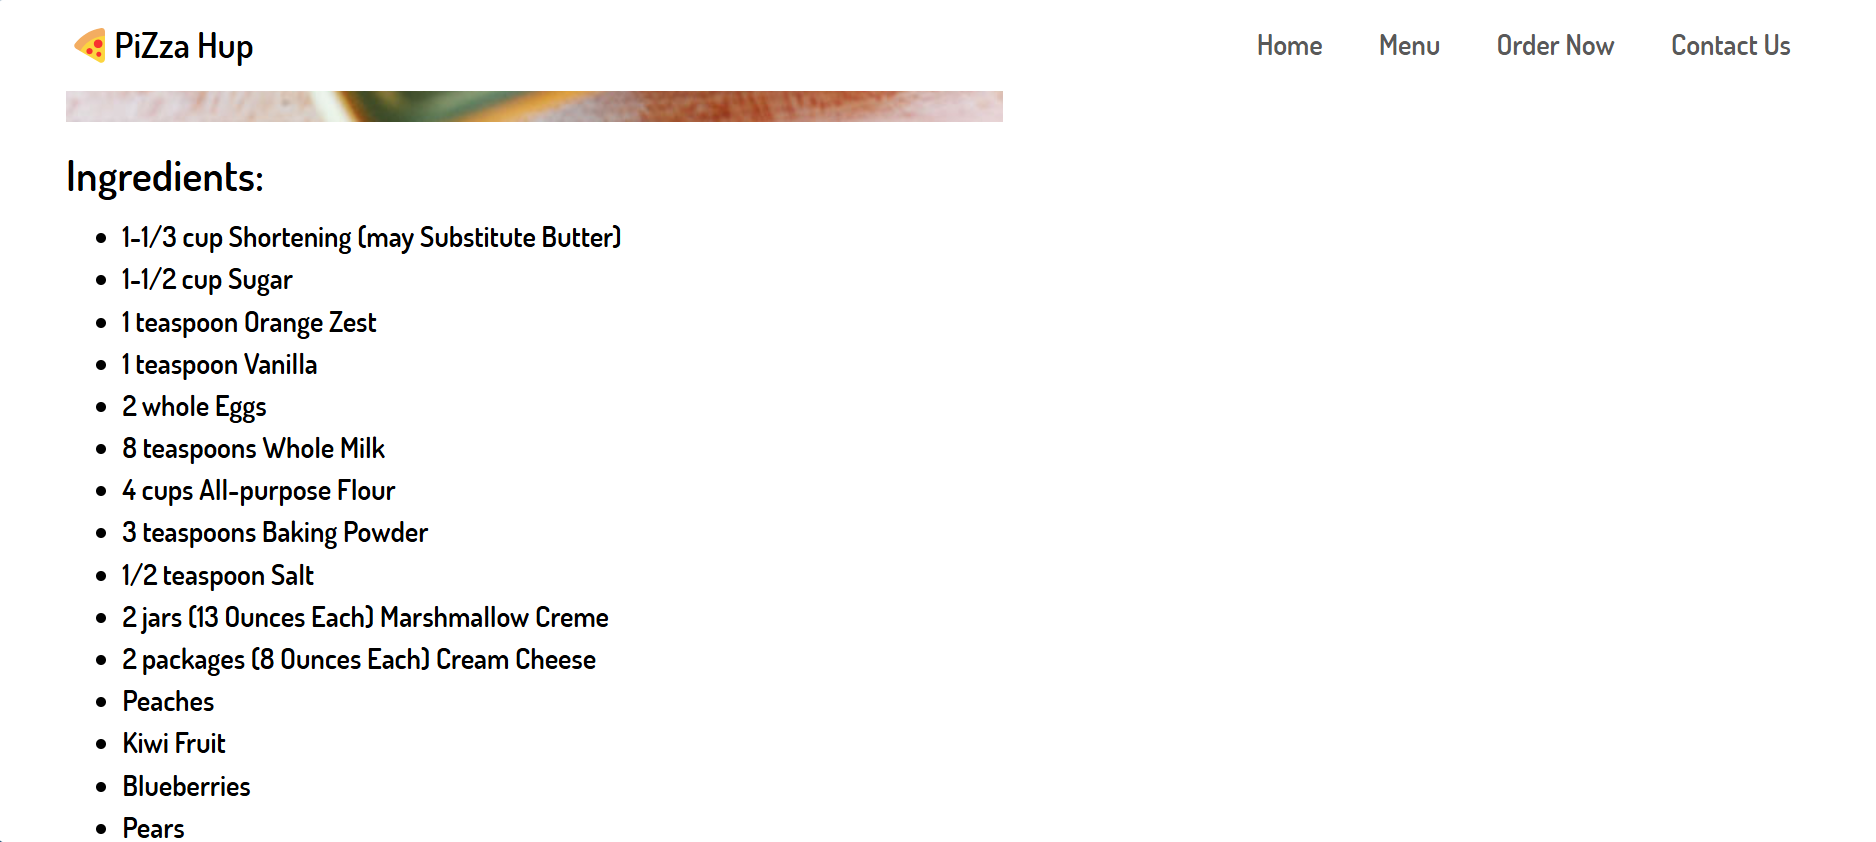 PiZza Hup
Home
Menu
Order Now
Contact Us
Ingredients:
1-1/3 cup Shortening (may Substitute Butter)
1-1/2 cup Sugar
1 teaspoon Orange Zest
1 teaspoon Vanilla
2 whole Eggs
8 teaspoons Whole Milk
4 cups All-purpose Flour
3 teaspoons Baking Powder
1/2 teaspoon Salt
2 jars (13 Ounces Each) Marshmallow Creme
2 packages (8 Ounces Each) Cream Cheese
Peaches
Kiwi Fruit
Blueberries
Pears